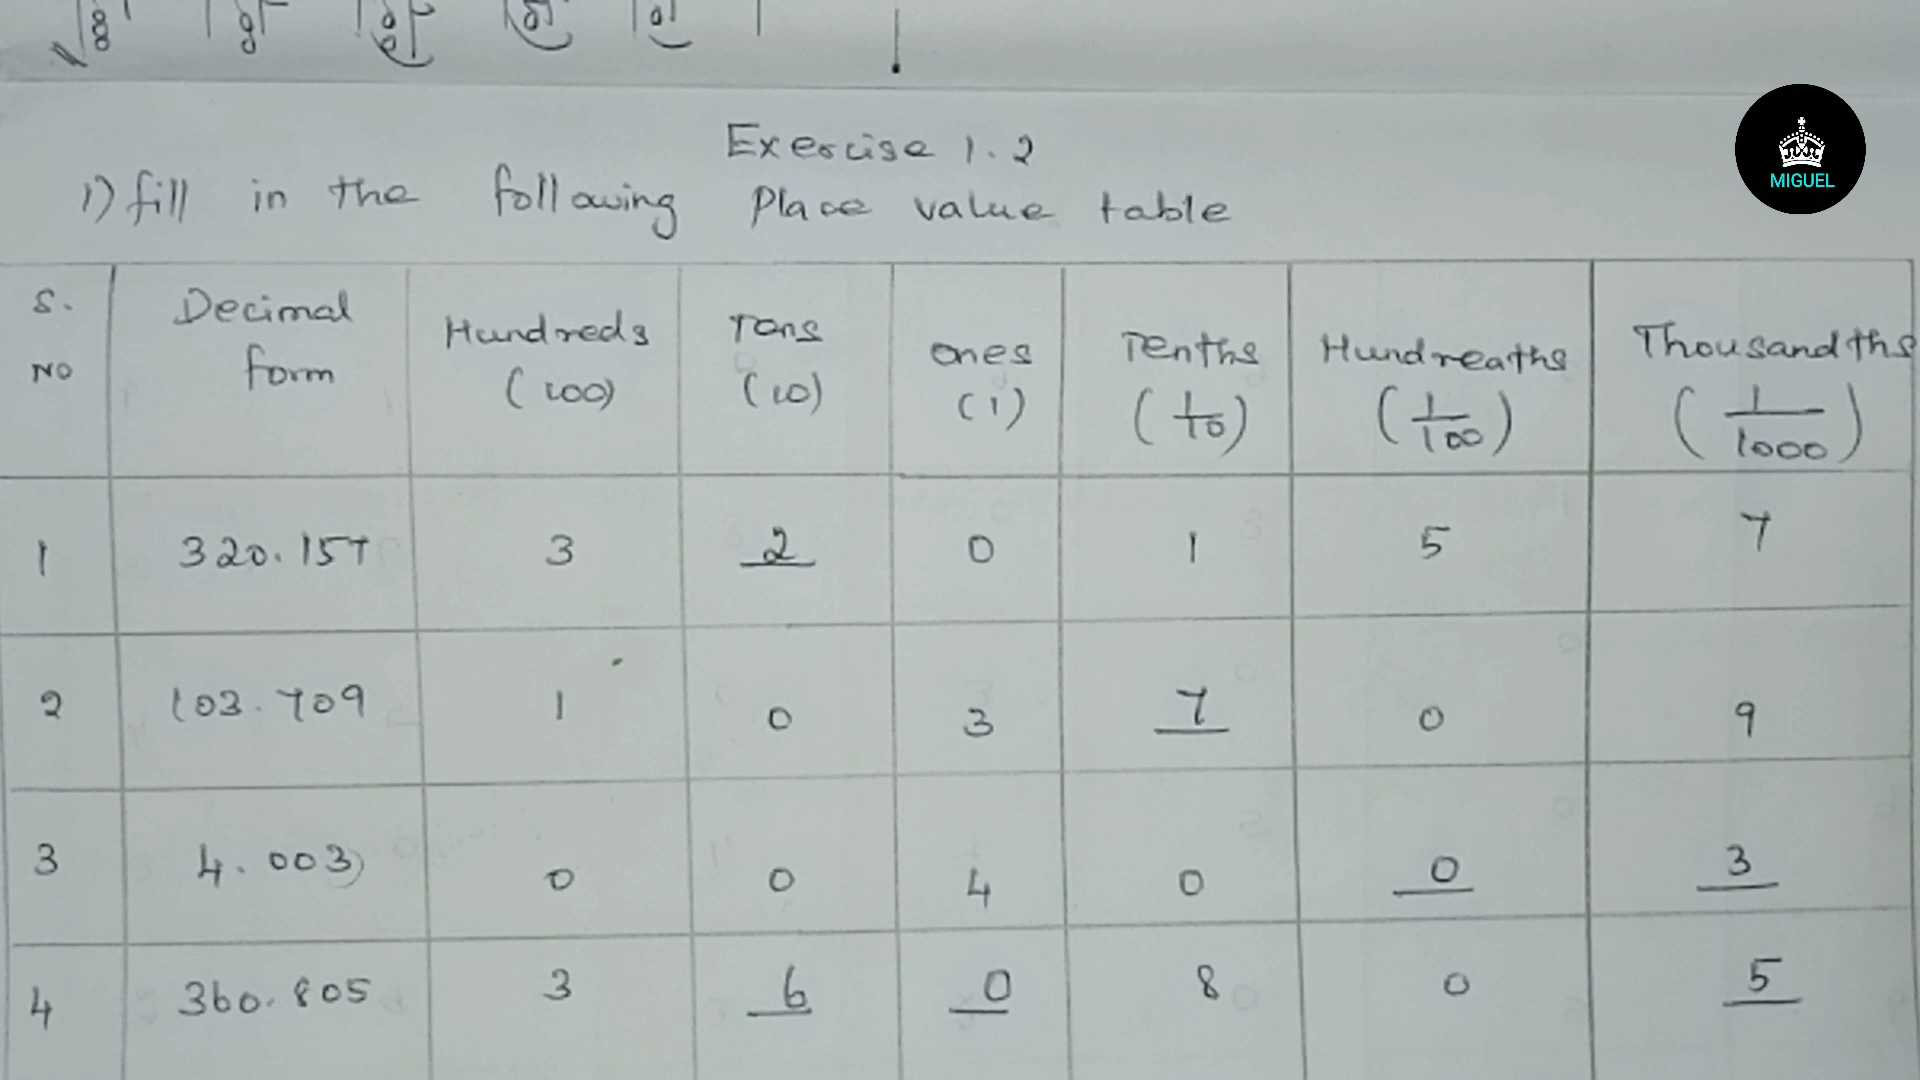 Exercise 1.2
1) fill in the following Place value table
MIGUEL
S. NO Decimal form Hundreds (100) Tens (10) ones (1) Tenths (1/10) Hundreaths (1/100) Thousandths (1/1000)
1 320.157 3 2 0 1 5 7
2 103.709 1 0 3 7 0 9
3 4.003 0 0 4 0 0 3
4 360.805 3 6 0 8 0 5